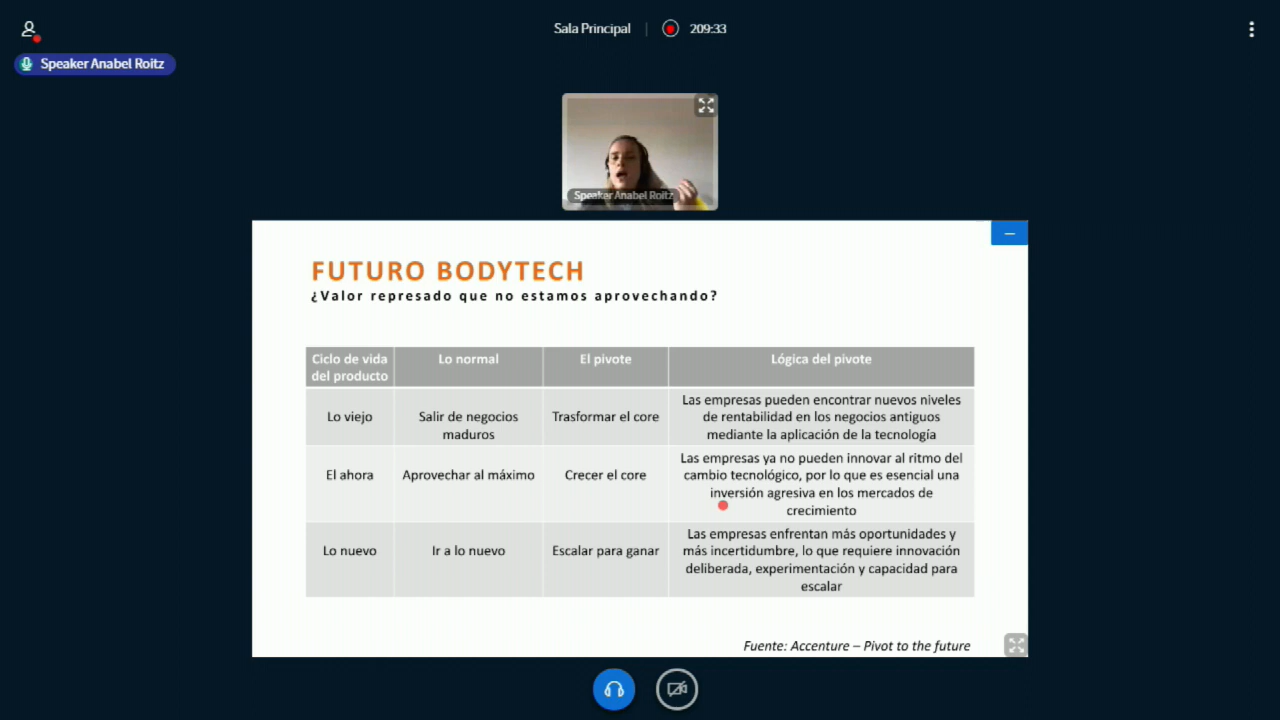 Sala Principal
209:33
Speaker Anabel Roitz
Speaker Anabel Roitz
FUTURO BODYTECH
¿Valor represado que no estamos aprovechando?
Ciclo de vida
del producto
Lo normal
El pivote
Lógica del pivote
Lo viejo
Salir de negocios
maduros
Trasformar el core
Las empresas pueden encontrar nuevos niveles
de rentabilidad en los negocios antiguos
mediante la aplicación de la tecnología
El ahora
Aprovechar al máximo
Crecer el core
Las empresas ya no pueden innovar al ritmo del
cambio tecnológico, por lo que es esencial una
inversión agresiva en los mercados de
crecimiento
Lo nuevo
Ir a lo nuevo
Escalar para ganar
Las empresas enfrentan más oportunidades y
más incertidumbre, lo que requiere innovación
deliberada, experimentación y capacidad para
escalar
Fuente: Accenture – Pivot to the future